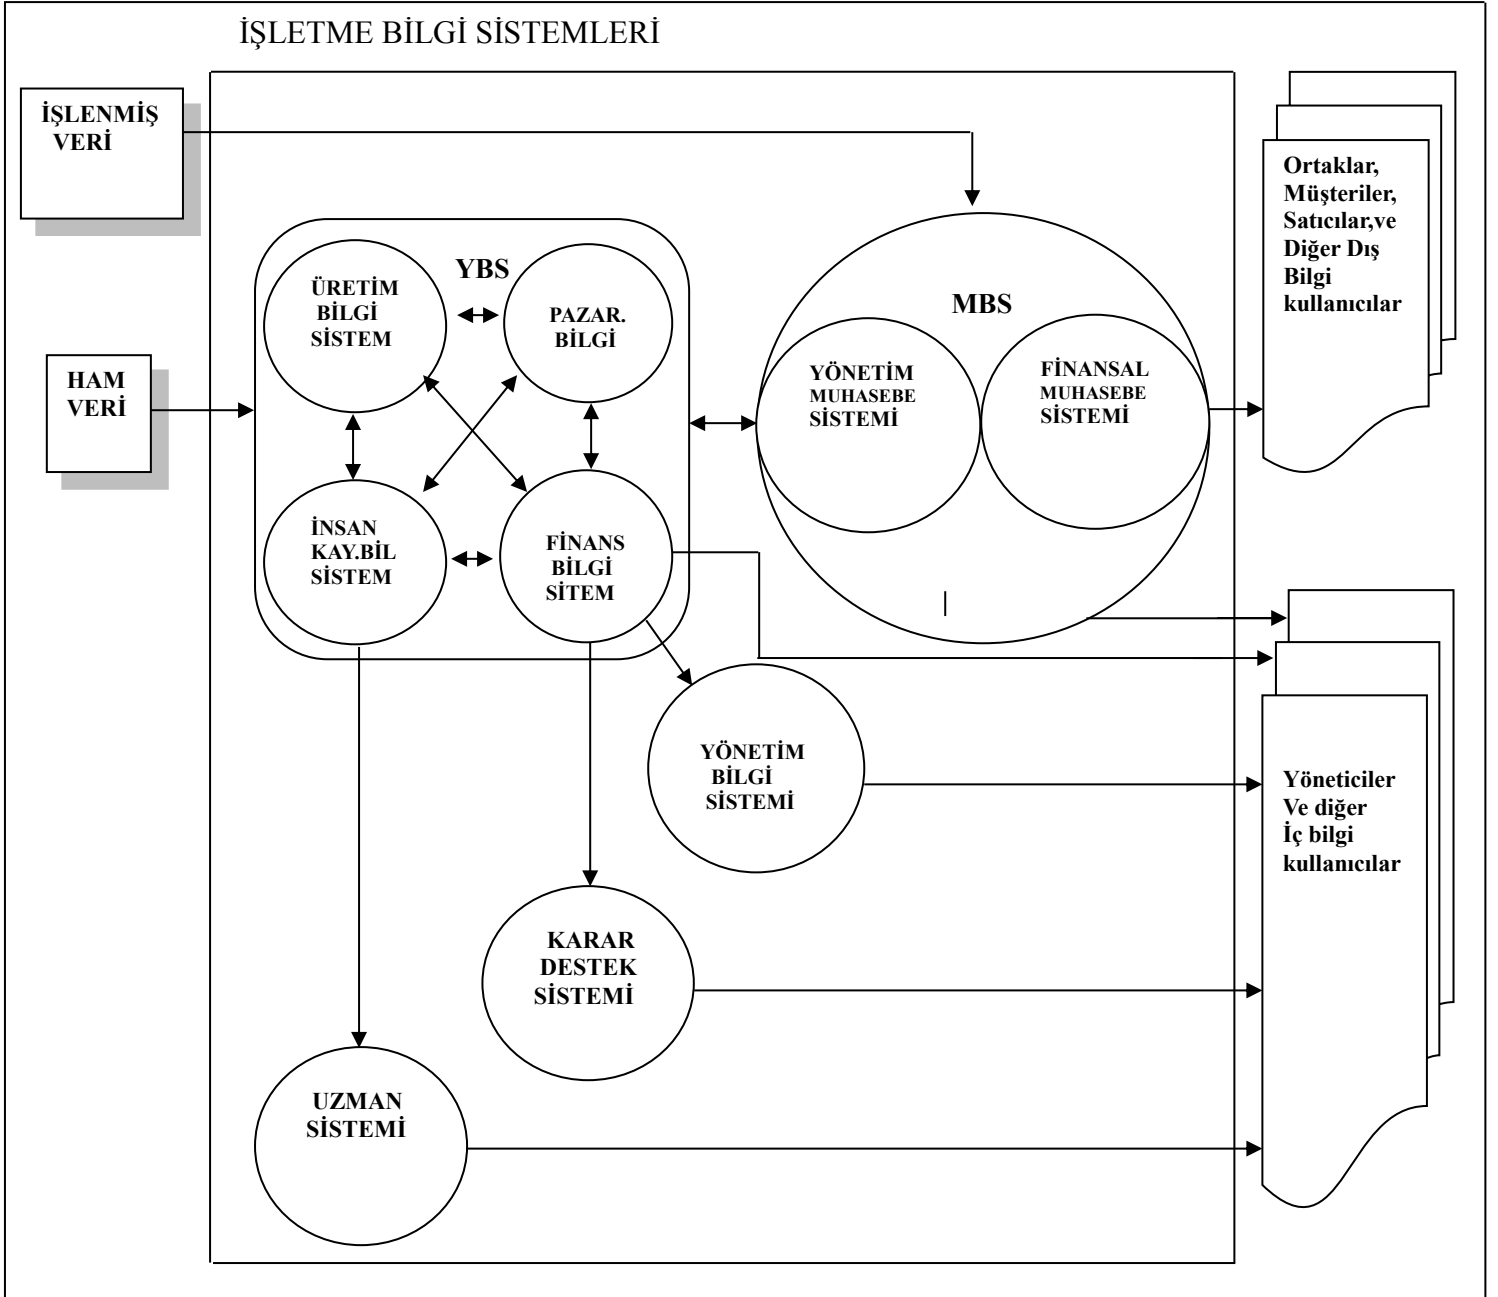 İŞLETME BİLGİ SİSTEMLERİ
İŞLENMİŞ
VERİ
HAM
VERİ
YBS
ÜRETİM
BİLGİ
SİSTEM
PAZAR.
BİLGİ
İNSAN
KAY.BİL
SİSTEM
FİNANS
BİLGİ
SİTEM
MBS
YÖNETİM
MUHASEBE
SİSTEMİ
FİNANSAL
MUHASEBE
SİSTEMİ
Ortaklar,
Müşteriler,
Satıcılar,ve
Diğer Dış
Bilgi
kullanıcılar
YÖNETİM
BİLGİ
SİSTEMİ
KARAR
DESTEK
SİSTEMİ
UZMAN
SİSTEMİ
Yöneticiler
Ve diğer
İç bilgi
kullanıcılar